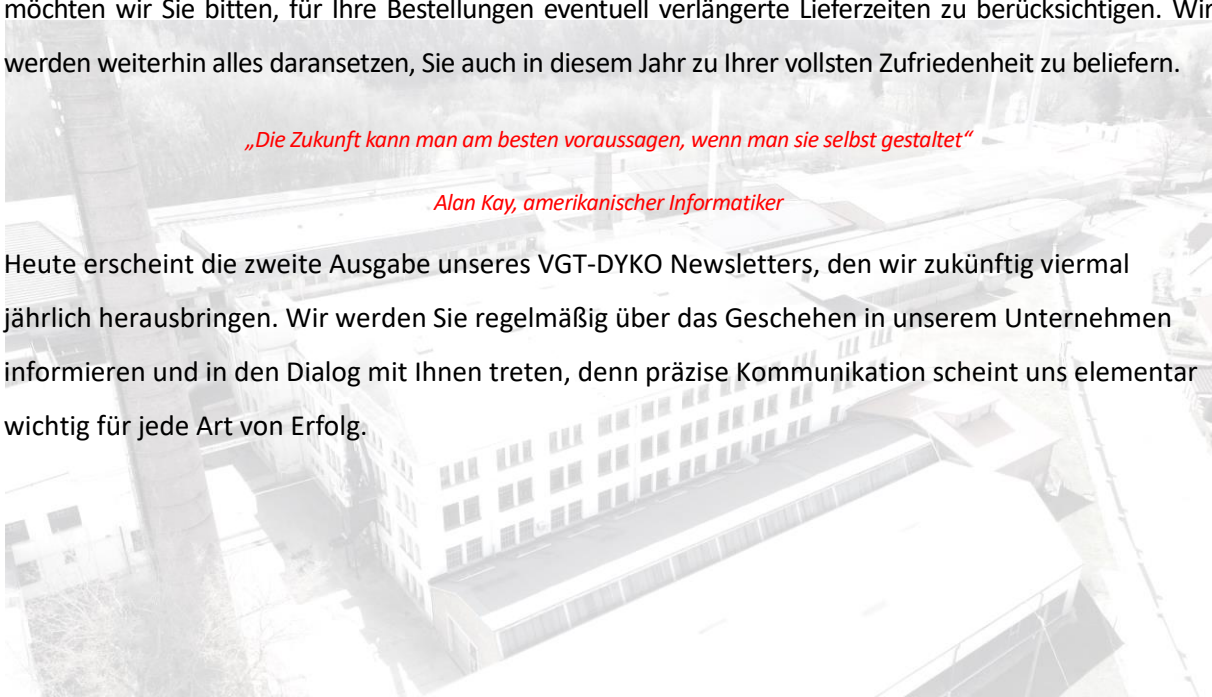 möchten wir Sie bitten, für Ihre Bestellungen eventuell verlängerte Lieferzeiten zu berücksichtigen. Wir
werden weiterhin alles daransetzen, Sie auch in diesem Jahr zu Ihrer vollsten Zufriedenheit zu beliefern.
„Die Zukunft kann man am besten voraussagen, wenn man sie selbst gestaltet“
Alan Kay, amerikanischer Informatiker
Heute erscheint die zweite Ausgabe unseres VGT-DYKO Newsletters, den wir zukünftig viermal
jährlich herausbringen. Wir werden Sie regelmäßig über das Geschehen in unserem Unternehmen
informieren und in den Dialog mit Ihnen treten, denn präzise Kommunikation scheint uns elementar
wichtig für jede Art von Erfolg.